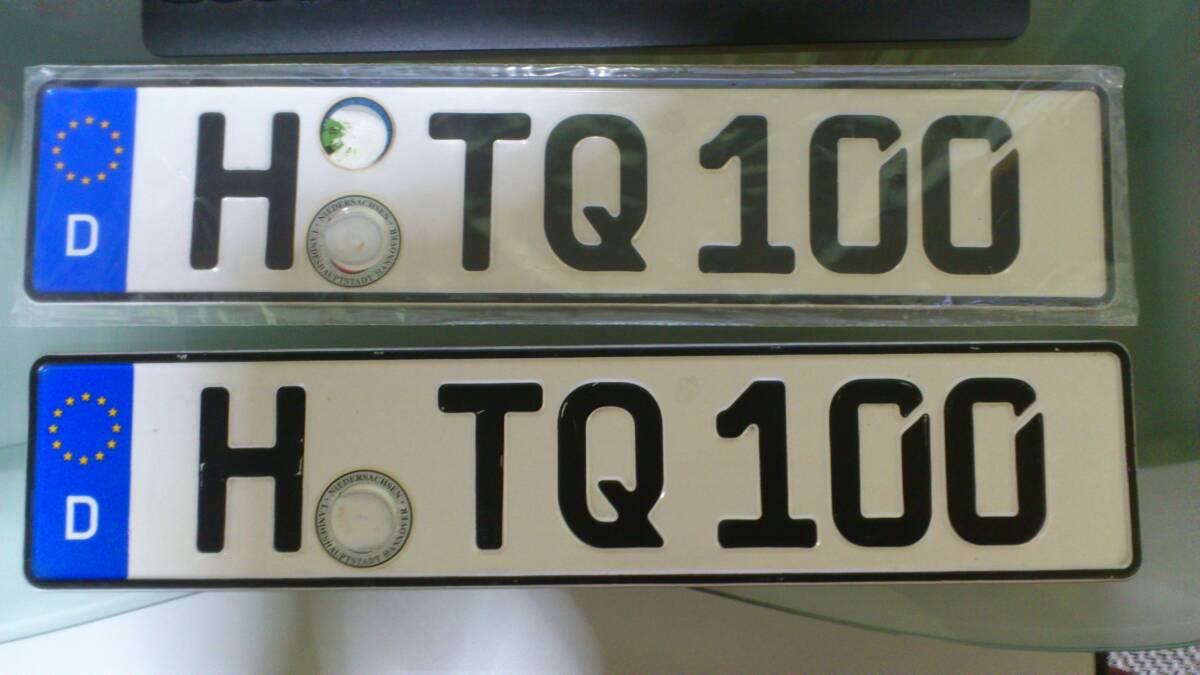 D H TQ 100
NIEDERSACHSEN
LANDESHAUPTSTADT HANNOVER
D H TQ 100
NIEDERSACHSEN
LANDESHAUPTSTADT HANNOVER